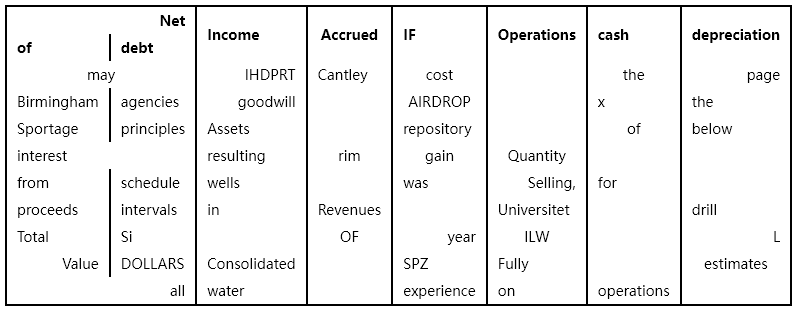 Net Income Accrued IF Operations cash depreciation
of debt
may IHDPRT Cantley cost the page
Birmingham agencies goodwill AIRDROP x the
Sportage principles Assets repository of below
interest resulting rim gain Quantity
from schedule wells was Selling, for
proceeds intervals in Revenues Universitet drill
Total Si OF year ILW L
Value DOLLARS Consolidated SPZ Fully estimates
all water experience on operations